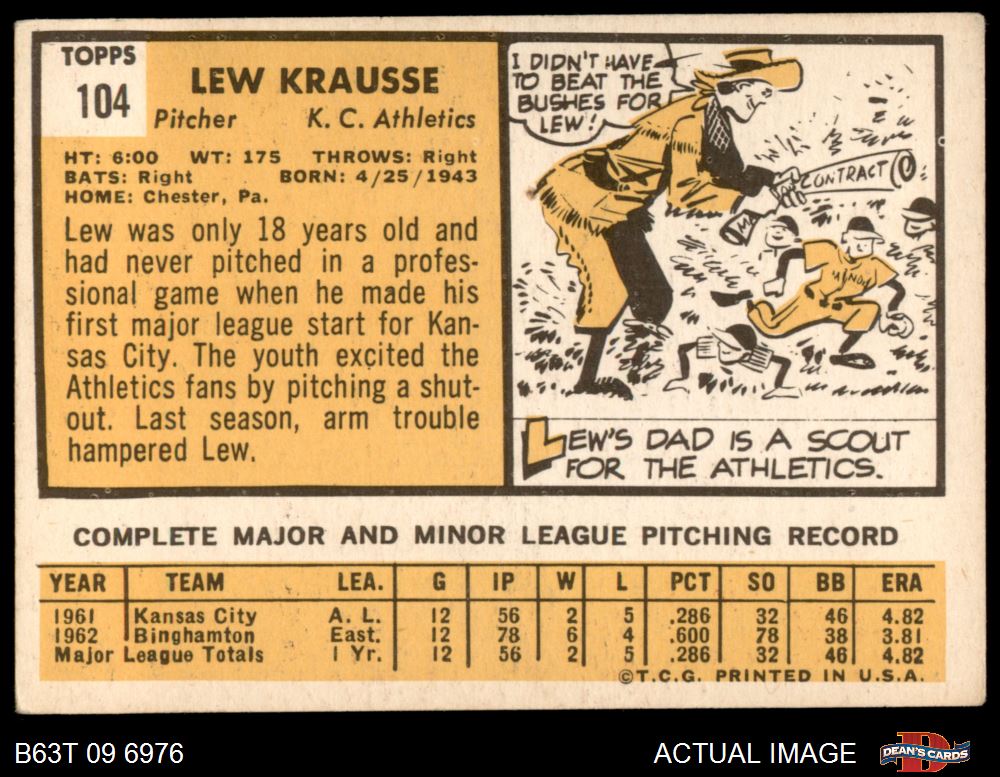 TOPPS
104
LEW KRAUSSE
Pitcher K. C. Athletics
HT: 6:00 WT: 175 THROWS: Right
BATS: Right BORN: 4/25/1943
HOME: Chester, Pa.
Lew was only 18 years old and
had never pitched in a profes-
sional game when he made his
first major league start for Kan-
sas City. The youth excited the
Athletics fans by pitching a shut-
out. Last season, arm trouble
hampered Lew.
I DIDN'T HAVE
TO BEAT THE
BUSHES FOR
LEW!
CONTRACT
MINOR
LEW'S DAD IS A SCOUT
FOR THE ATHLETICS.
COMPLETE MAJOR AND MINOR LEAGUE PITCHING RECORD
YEAR TEAM LEA. G IP W L PCT SO BB ERA
1961 Kansas City A. L. 12 56 2 5 .286 32 46 4.82
1962 Binghamton East. 12 78 6 4 .600 78 38 3.81
Major League Totals 1 Yr. 12 56 2 5 .286 32 46 4.82
©T.C.G. PRINTED IN U.S.A.
B63T 09 6976 ACTUAL IMAGE
DEAN'S CARDS